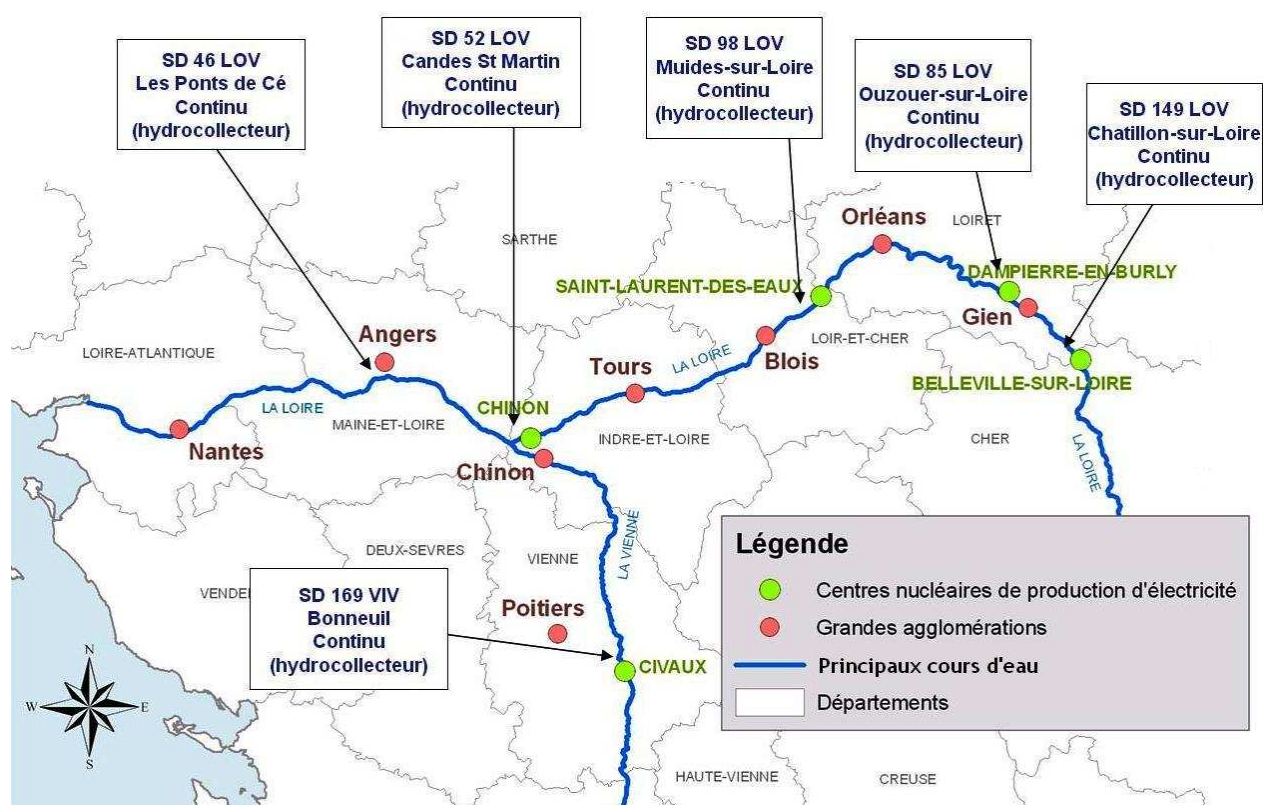 SD 46 LOV
Les Ponts de Cé
Continu
(hydrocollecteur)
SD 52 LOV
Candes St Martin
Continu
(hydrocollecteur)
SD 98 LOV
Muides-sur-Loire
Continu
(hydrocollecteur)
SD 85 LOV
Ouzouer-sur-Loire
Continu
(hydrocollecteur)
SD 149 LOV
Chatillon-sur-Loire
Continu
(hydrocollecteur)
Orléans
LOIRET
SARTHE
DAMPIERRE-EN-BURLY
SAINT-LAURENT-DES-EAUX
Gien
Angers
LOIR-ET-CHER
LOIRE-ATLANTIQUE
Tours
LA LOIRE
Blois
BELLEVILLE-SUR-LOIRE
LA LOIRE
CHINON
MAINE-ET-LOIRE
INDRE-ET-LOIRE
CHER
Nantes
Chinon
LA LOIRE
LA VIENNE
DEUX-SEVRES
VIENNE
VENDE
SD 169 VIV
Bonneuil
Continu
(hydrocollecteur)
Poitiers
CIVAUX
Légende
Centres nucléaires de production d'électricité
Grandes agglomérations
Principaux cours d'eau
Départements
N
W
E
S
HAUTE-VIENNE
CREUSE